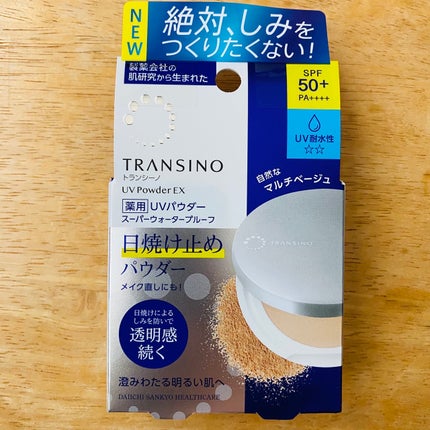 NEW
絶対、しみを
つくりたくない!
製薬会社の
肌研究から生まれた
SPF
50+
PA++++
UV耐水性
☆☆
TRANSINO
トランシーノ
UV Powder EX
薬用 UVパウダー
スーパーウォータープルーフ
自然な
マルチベージュ
TRANSINO
日焼け止め
パウダー
メイク直しにも!
日焼けによる
しみを防いで
透明感
続く
澄みわたる明るい肌へ
DAIICHI SANKYO HEALTHCARE